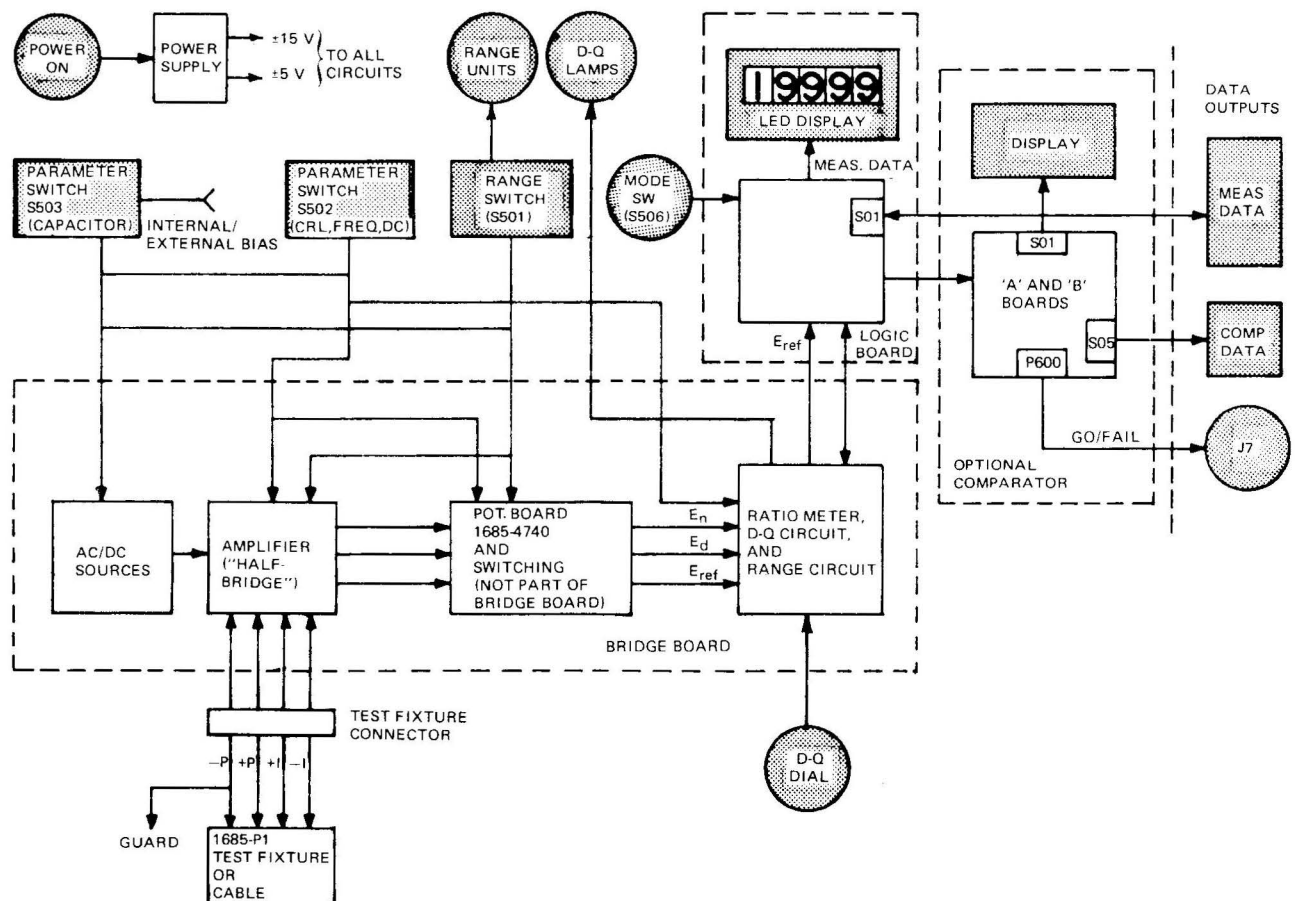 POWER
ON
POWER
SUPPLY
±15 V
±5 V
TO ALL
CIRCUITS
RANGE
UNITS
D-Q
LAMPS
19999
LED DISPLAY
MEAS. DATA
DISPLAY
DATA
OUTPUTS
PARAMETER
SWITCH
S503
(CAPACITOR)
INTERNAL/
EXTERNAL BIAS
PARAMETER
SWITCH
S502
(CRL,FREQ,DC)
RANGE
SWITCH
(S501)
MODE
SW
(S506)
S01
MEAS
DATA
S01
'A' AND 'B'
BOARDS
S05
P600
COMP
DATA
Eref
LOGIC
BOARD
GO/FAIL
J7
OPTIONAL
COMPARATOR
AC/DC
SOURCES
AMPLIFIER
("HALF-
BRIDGE")
POT. BOARD
1685-4740
AND
SWITCHING
(NOT PART OF
BRIDGE BOARD)
En
Ed
Eref
RATIO METER,
D-Q CIRCUIT,
AND
RANGE CIRCUIT
BRIDGE BOARD
TEST FIXTURE
CONNECTOR
−P +P +I −I
D-Q
DIAL
GUARD
1685-P1
TEST FIXTURE
OR
CABLE